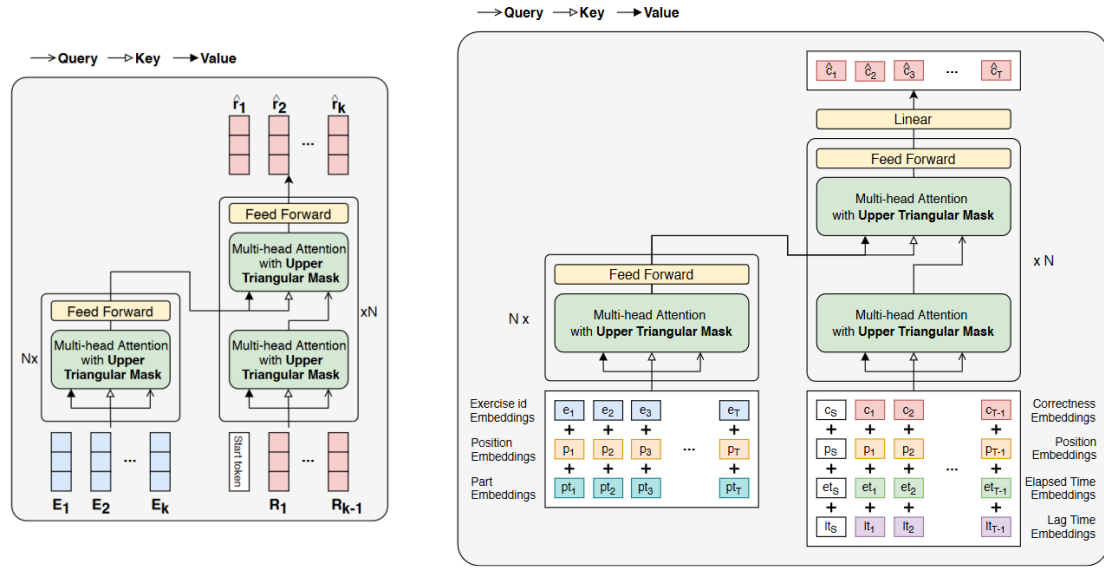 Query Key Value
r̂1 r̂2 r̂k
...
Feed Forward
Multi-head Attention
with Upper
Triangular Mask
xN
Feed Forward
Nx
Multi-head Attention
with Upper
Triangular Mask
Multi-head Attention
with Upper
Triangular Mask
... Start token ...
E1 E2 Ek R1 Rk-1
Query Key Value
ĉ1 ĉ2 ĉ3 ... ĉT
Linear
Feed Forward
Multi-head Attention
with Upper Triangular Mask
x N
Feed Forward
N x
Multi-head Attention
with Upper Triangular Mask
Multi-head Attention
with Upper Triangular Mask
Exercise id
Embeddings
e1 e2 e3 eT
+ + + +
Position
Embeddings
p1 p2 p3 ... pT
+ + + +
Part
Embeddings
pt1 pt2 pt3 ptT
cS c1 c2 cT-1
Correctness
Embeddings
+ + + +
pS p1 p2 pT-1
Position
Embeddings
+ + + ... +
etS et1 et2 etT-1
Elapsed Time
Embeddings
+ + + +
ltS lt1 lt2 ltT-1
Lag Time
Embeddings